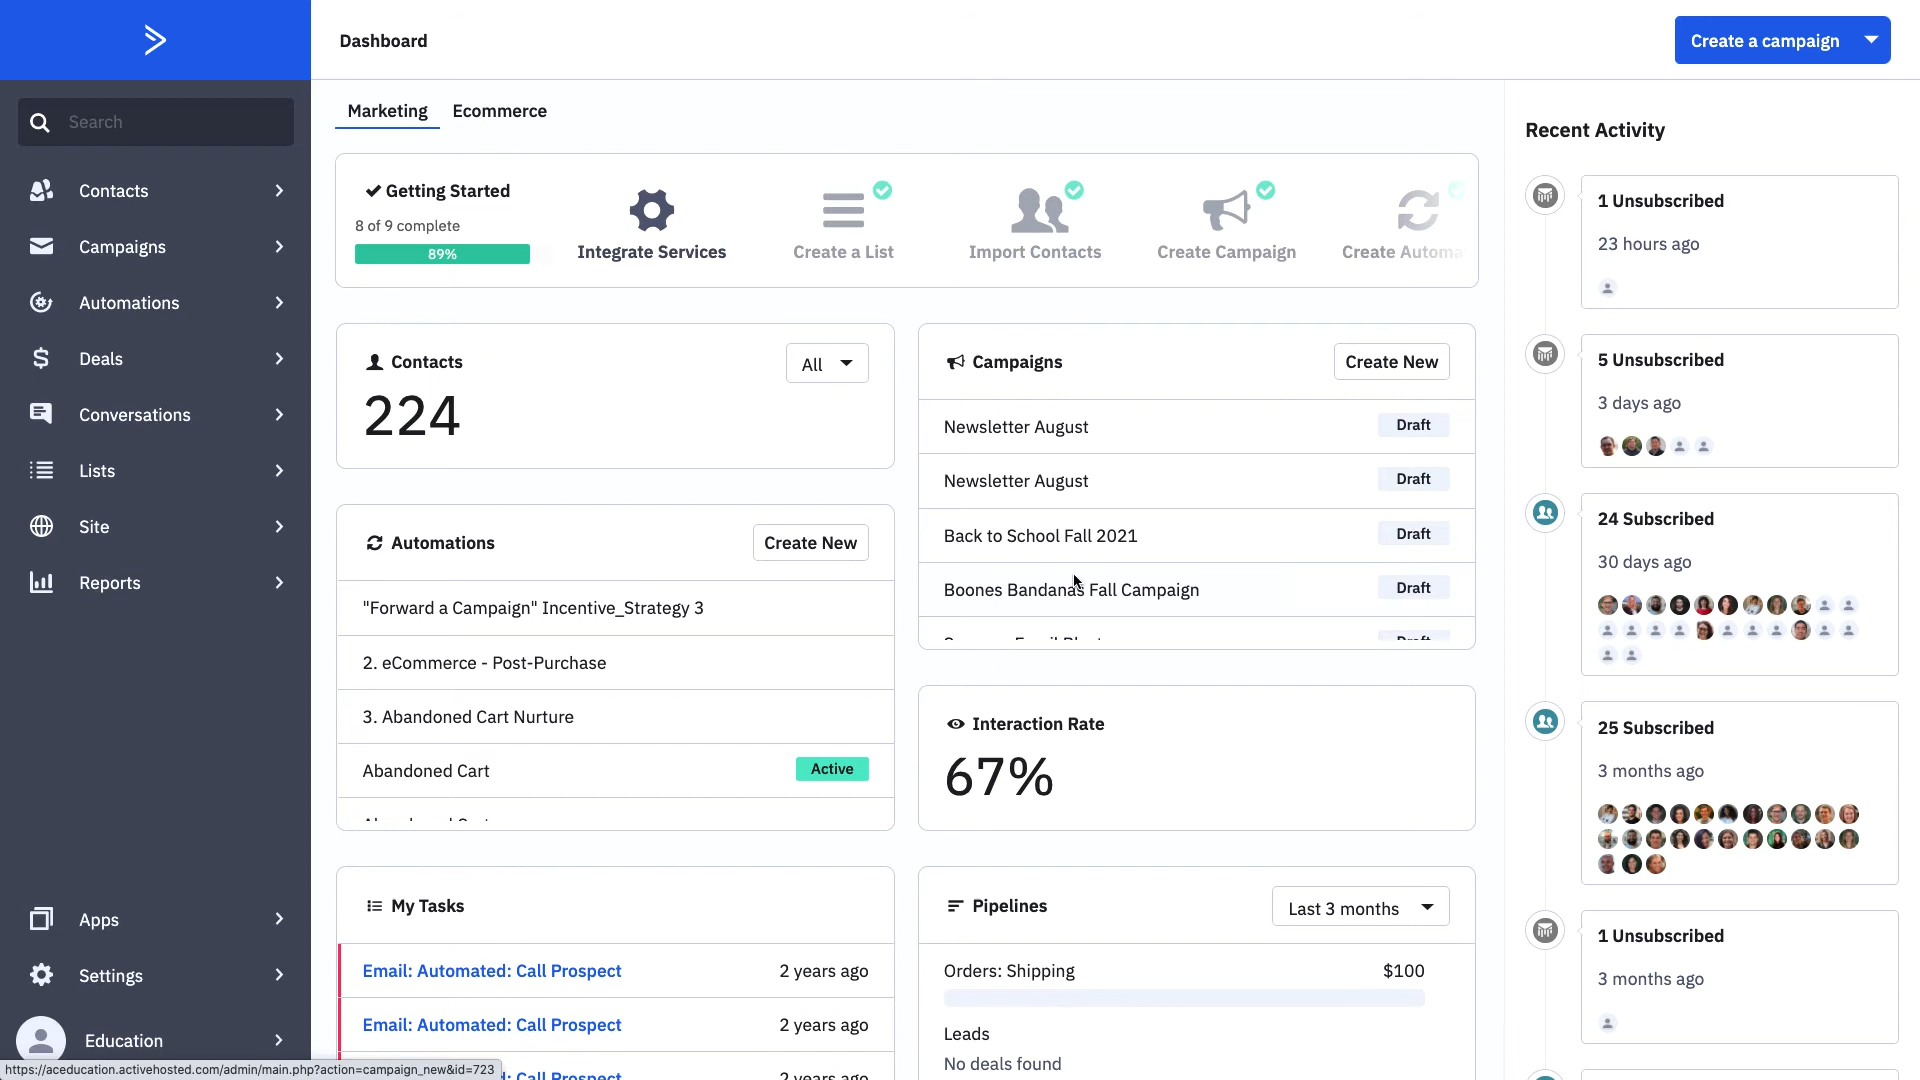 Dashboard
Create a campaign
Search
Contacts
Campaigns
Automations
Deals
Conversations
Lists
Site
Reports
Apps
Settings
Education
https://aceducation.activehosted.com/admin/main.php?action=campaign_new&id=723
Marketing
Ecommerce
Getting Started
8 of 9 complete
89%
Integrate Services
Create a List
Import Contacts
Create Campaign
Create Automa
Contacts
All
224
Automations
Create New
"Forward a Campaign" Incentive_Strategy 3
2. eCommerce - Post-Purchase
3. Abandoned Cart Nurture
Abandoned Cart
Active
My Tasks
Email: Automated: Call Prospect
2 years ago
Email: Automated: Call Prospect
2 years ago
Call Prospect
2 years ago
Campaigns
Create New
Newsletter August
Draft
Newsletter August
Draft
Back to School Fall 2021
Draft
Boones Bandanas Fall Campaign
Draft
Draft
Interaction Rate
67%
Pipelines
Last 3 months
Orders: Shipping
$100
Leads
No deals found
Recent Activity
1 Unsubscribed
23 hours ago
5 Unsubscribed
3 days ago
24 Subscribed
30 days ago
25 Subscribed
3 months ago
1 Unsubscribed
3 months ago